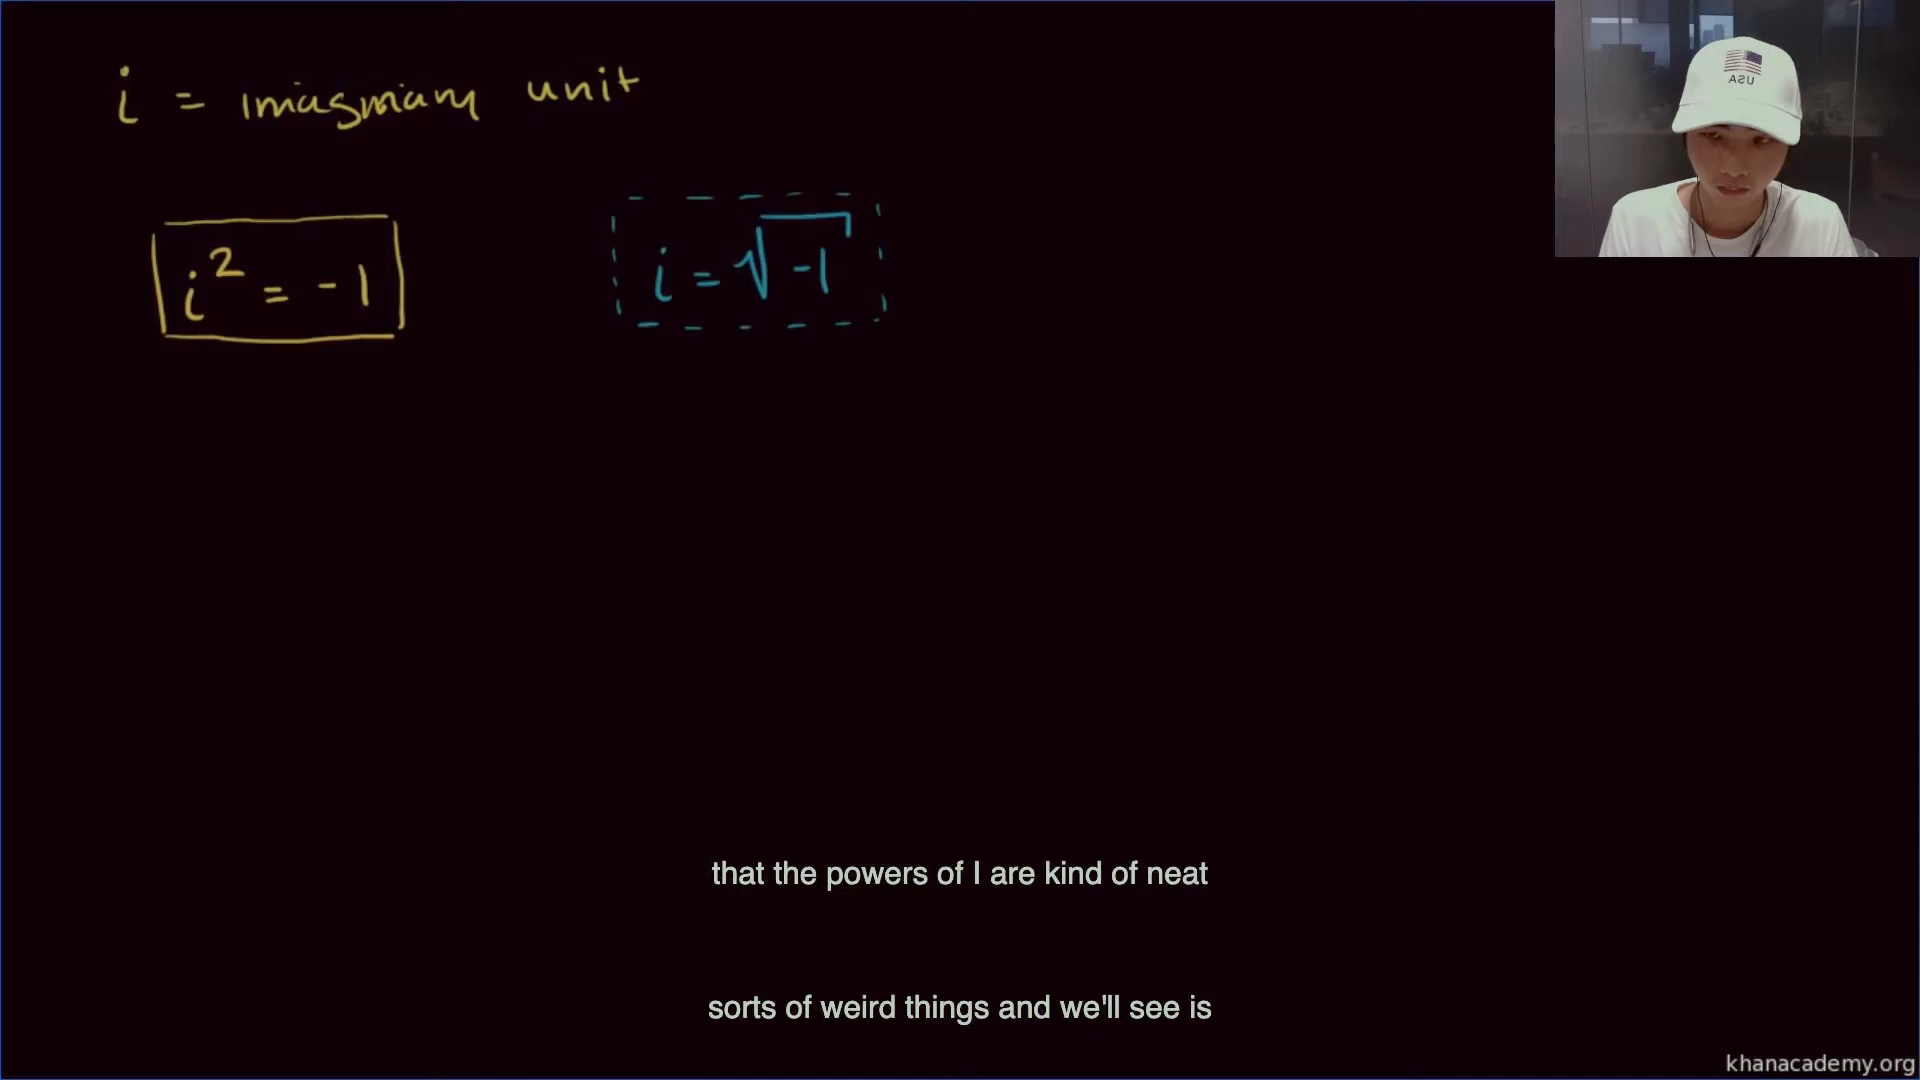 i = imaginary unit
i² = -1
i = √-1
USA
that the powers of I are kind of neat
sorts of weird things and we'll see is
khanacademy.org